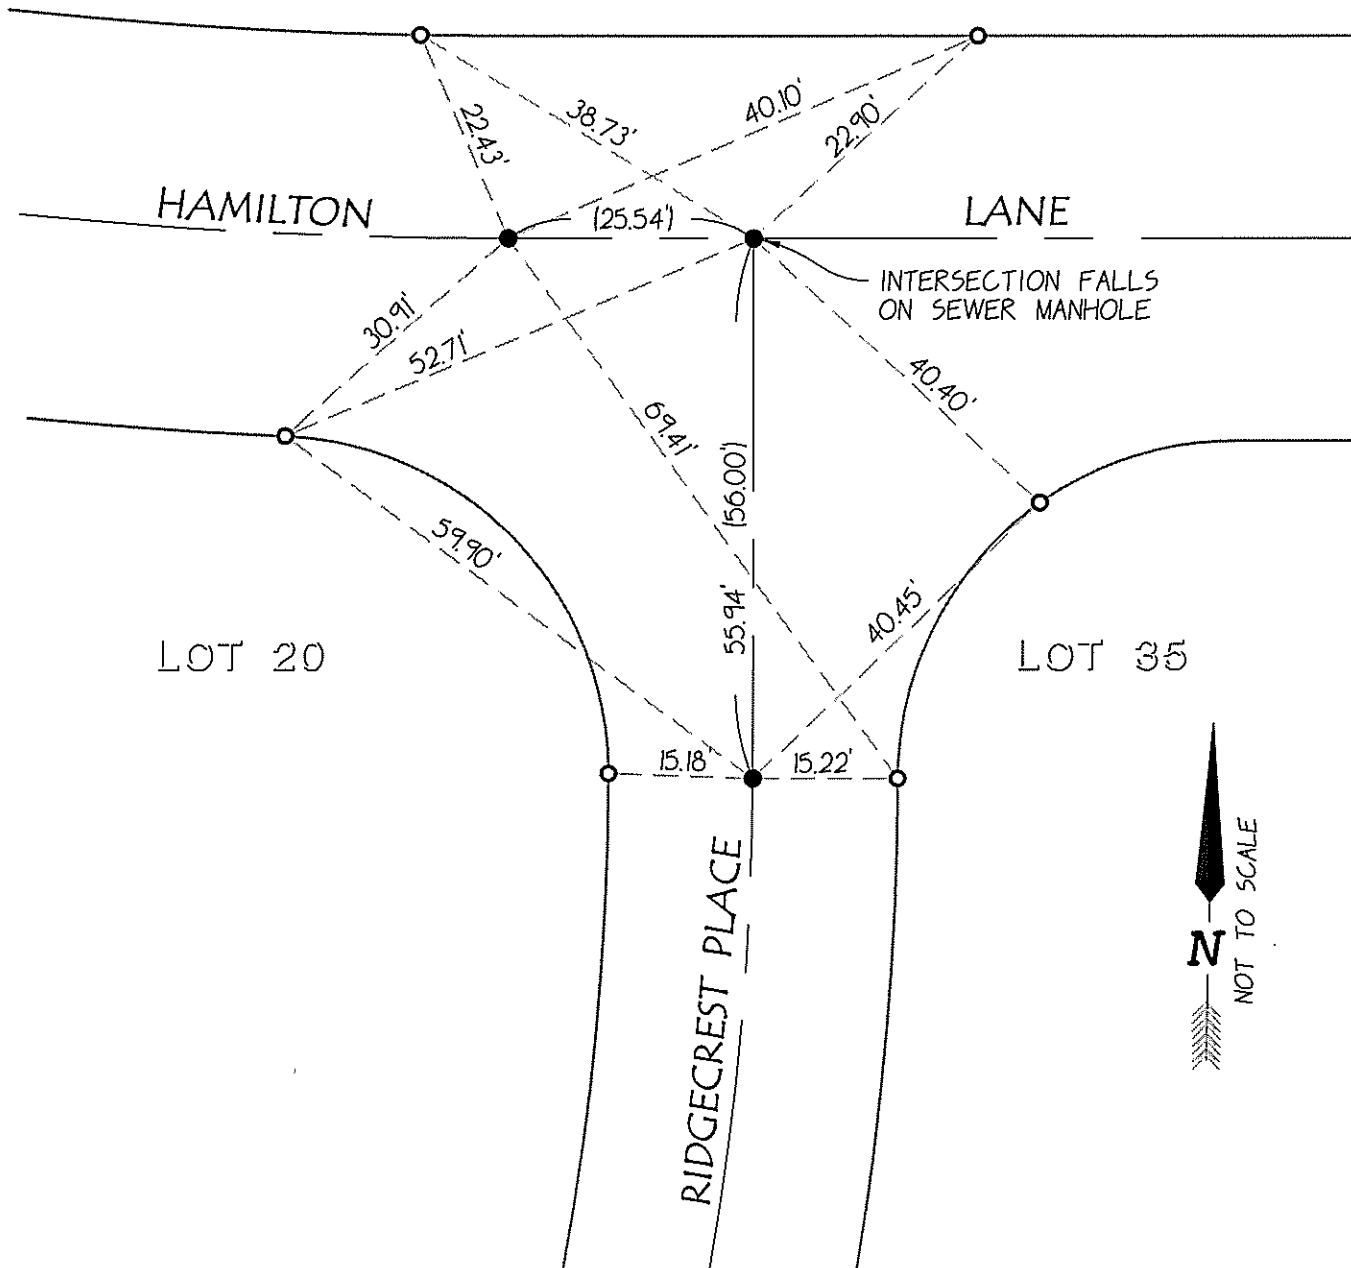 22.43'
38.73'
40.10'
22.90'
HAMILTON
(25.54')
LANE
INTERSECTION FALLS
ON SEWER MANHOLE
30.91'
52.71'
40.40'
69.41'
(56.00')
59.90'
55.94'
40.45'
LOT 20
LOT 35
15.18'
15.22'
RIDGECREST PLACE
N
NOT TO SCALE